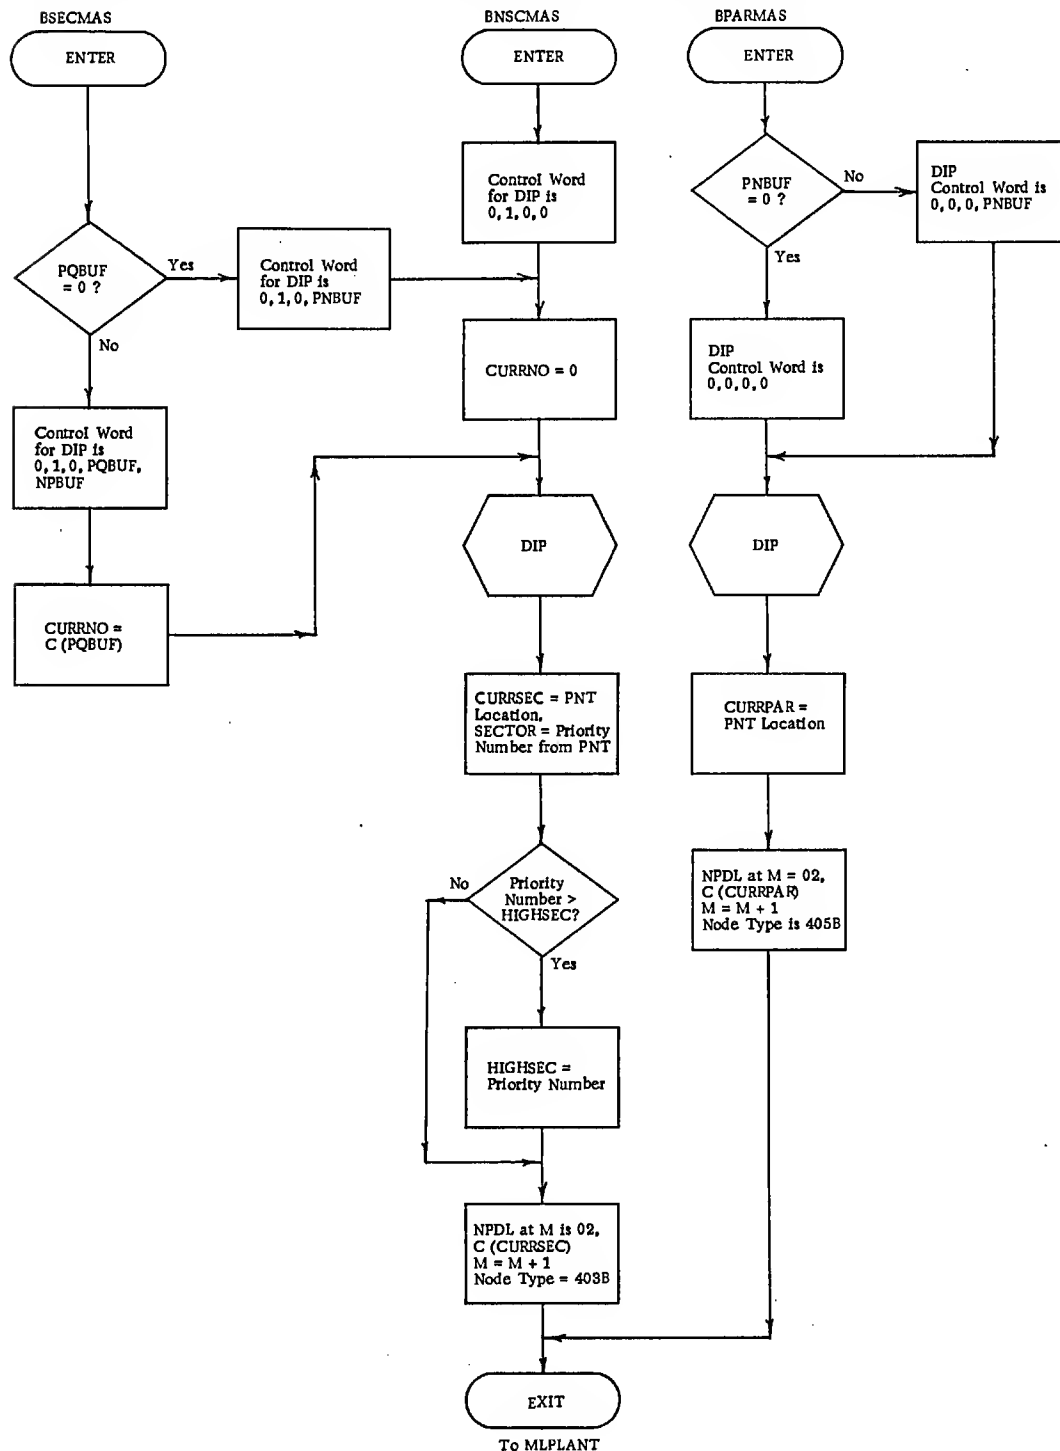 BSECMAS
ENTER
PQBUF
= 0 ?
Yes
No
Control Word
for DIP is
0, 1, 0, PNBUF
Control Word
for DIP is
0, 1, 0, PQBUF,
NPBUF
CURRNO =
C (PQBUF)
BNSCMAS
ENTER
Control Word
for DIP is
0, 1, 0, 0
CURRNO = 0
DIP
CURRSEC = PNT
Location,
SECTOR = Priority
Number from PNT
No
Priority
Number >
HIGHSEC?
Yes
HIGHSEC =
Priority Number
NPDL at M is 02,
C (CURRSEC)
M = M + 1
Node Type = 403B
EXIT
To MLPLANT
BPARMAS
ENTER
PNBUF
= 0 ?
No
Yes
DIP
Control Word is
0, 0, 0, PNBUF
DIP
Control Word is
0, 0, 0, 0
DIP
CURRPAR =
PNT Location
NPDL at M = 02,
C (CURRPAR)
M = M + 1
Node Type is 405B